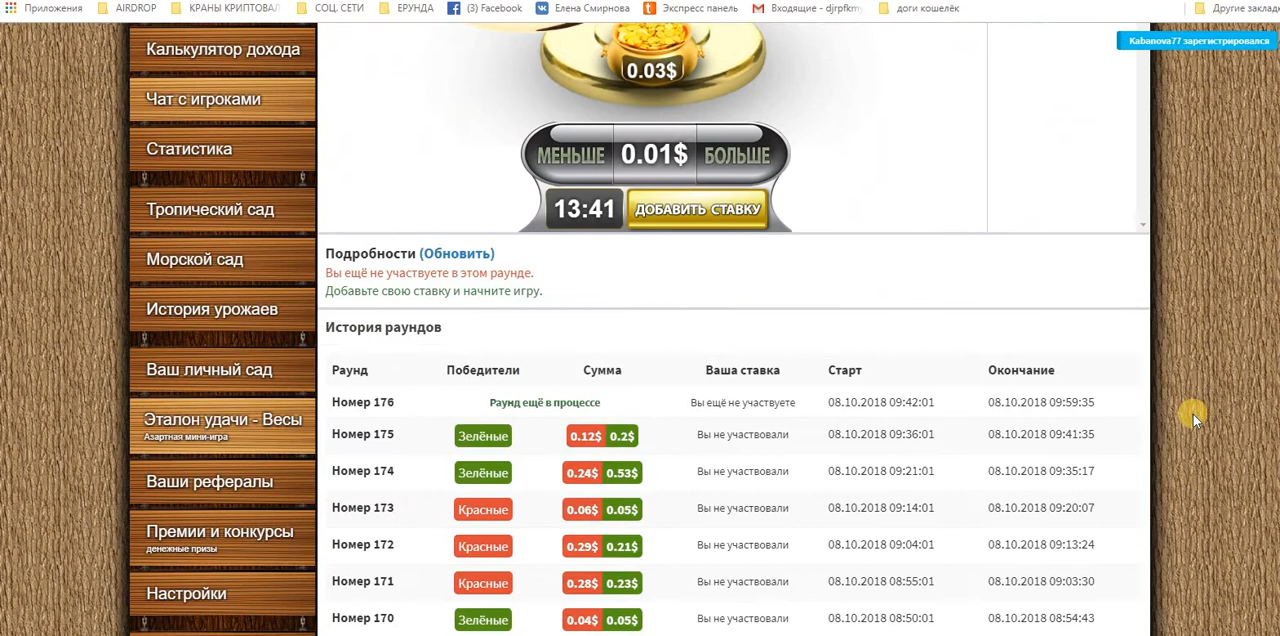 Приложения AIRDROP КРАНЫ КРИПТОВАЛ СОЦ. СЕТИ ЕРУНДА (3) Facebook Елена Смирнова Экспресс панель Входящие - djrpfkmy доги кошелёк Другие заклад
Kabanova77 зарегистрировался
Калькулятор дохода
Чат с игроками
Статистика
Тропический сад
Морской сад
История урожаев
Ваш личный сад
Эталон удачи - Весы
Азартная мини-игра
Ваши рефералы
Премии и конкурсы
денежные призы
Настройки
0.03$
МЕНЬШЕ 0.01$ БОЛЬШЕ
13:41 ДОБАВИТЬ СТАВКУ
Подробности (Обновить)
Вы ещё не участвуете в этом раунде.
Добавьте свою ставку и начните игру.
История раундов
Раунд Победители Сумма Ваша ставка Старт Окончание
Номер 176 Раунд ещё в процессе Вы ещё не участвуете 08.10.2018 09:42:01 08.10.2018 09:59:35
Номер 175 Зелёные 0.12$ 0.2$ Вы не участвовали 08.10.2018 09:36:01 08.10.2018 09:41:35
Номер 174 Зелёные 0.24$ 0.53$ Вы не участвовали 08.10.2018 09:21:01 08.10.2018 09:35:17
Номер 173 Красные 0.06$ 0.05$ Вы не участвовали 08.10.2018 09:14:01 08.10.2018 09:20:07
Номер 172 Красные 0.29$ 0.21$ Вы не участвовали 08.10.2018 09:04:01 08.10.2018 09:13:24
Номер 171 Красные 0.28$ 0.23$ Вы не участвовали 08.10.2018 08:55:01 08.10.2018 09:03:30
Номер 170 Зелёные 0.04$ 0.05$ Вы не участвовали 08.10.2018 08:50:01 08.10.2018 08:54:43